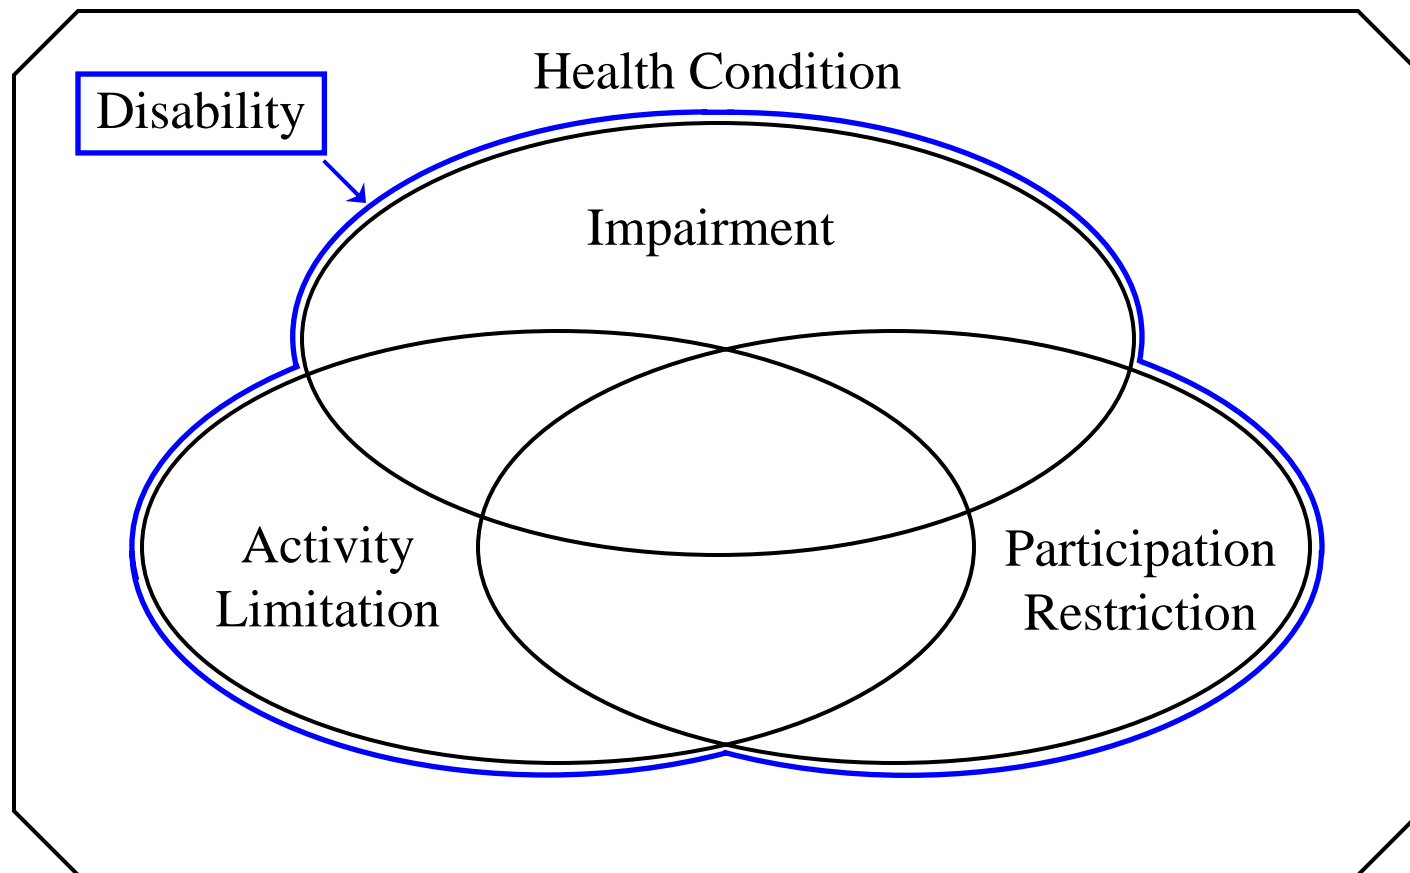 Health Condition
Disability
Impairment
Activity
Limitation
Participation
Restriction